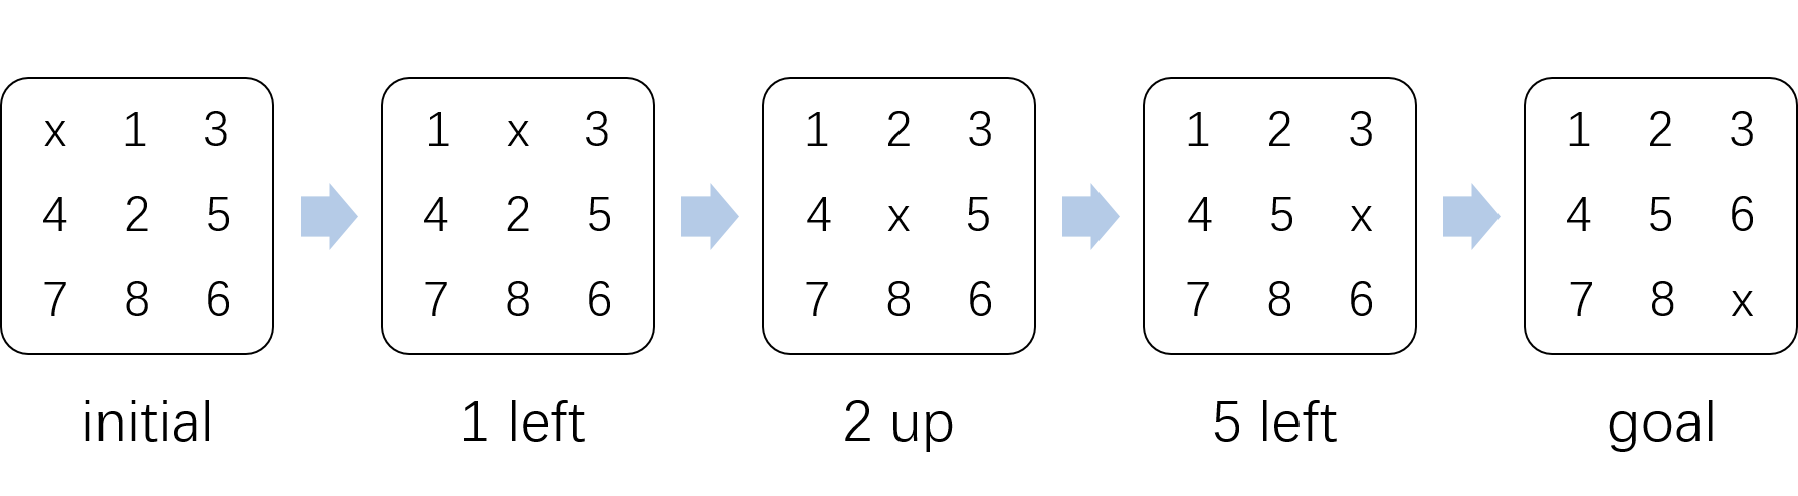 x 1 3
4 2 5
7 8 6
initial
1 x 3
4 2 5
7 8 6
1 left
1 2 3
4 x 5
7 8 6
2 up
1 2 3
4 5 x
7 8 6
5 left
1 2 3
4 5 6
7 8 x
goal